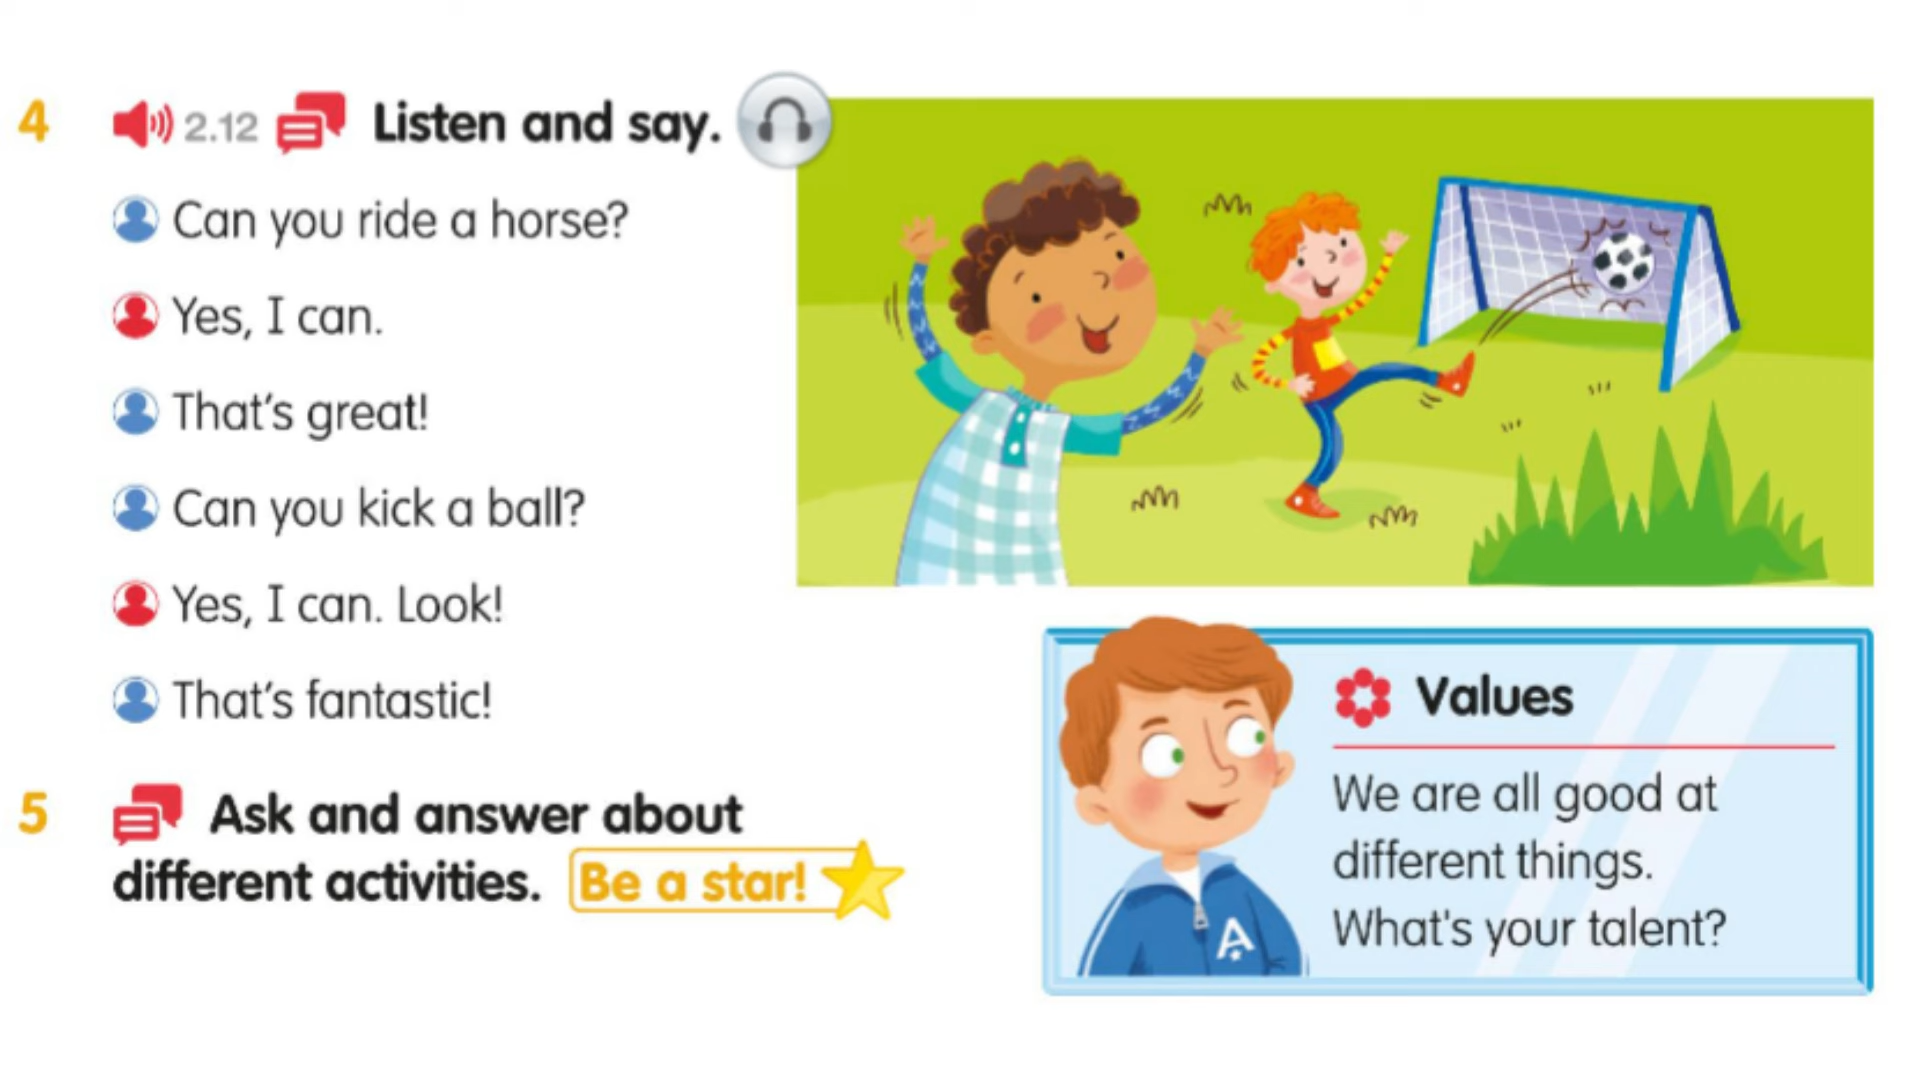 4 2.12 Listen and say.
Can you ride a horse?
Yes, I can.
That's great!
Can you kick a ball?
Yes, I can. Look!
That's fantastic!
5 Ask and answer about
different activities. Be a star!
Values
We are all good at
different things.
What's your talent?
A